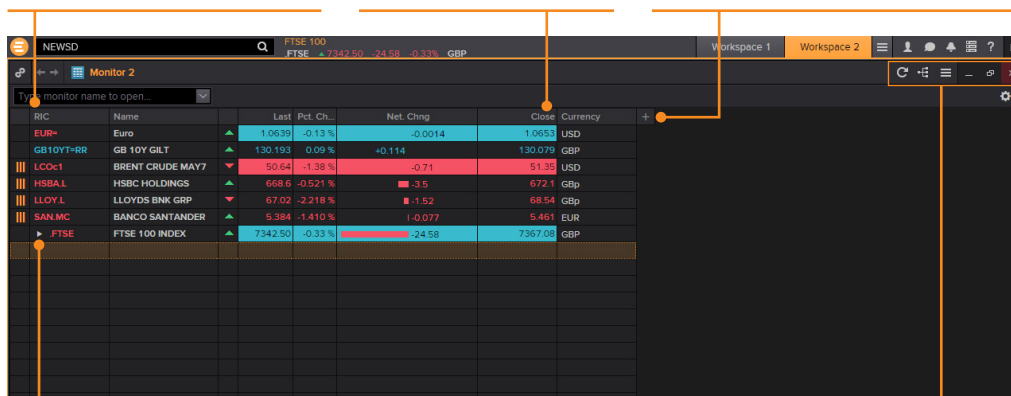 NEWSD
FTSE 100
.FTSE 7342.50 -24.58 -0.33% GBP
Workspace 1 Workspace 2 ?
Monitor 2
Type monitor name to open...
RIC Name Last Pct. Ch... Net. Chng Close Currency +
EUR= Euro 1.0639 -0.13 % -0.0014 1.0653 USD
GB10YT=RR GB 10Y GILT 130.193 0.09 % +0.114 130.079 GBP
LCOc1 BRENT CRUDE MAY7 50.64 -1.38 % -0.71 51.35 USD
HSBA.L HSBC HOLDINGS 668.6 -0.521 % -3.5 672.1 GBp
LLOY.L LLOYDS BNK GRP 67.02 -2.218 % -1.52 68.54 GBp
SAN.MC BANCO SANTANDER 5.384 -1.410 % -0.077 5.461 EUR
.FTSE FTSE 100 INDEX 7342.50 -0.33 % -24.58 7367.08 GBP